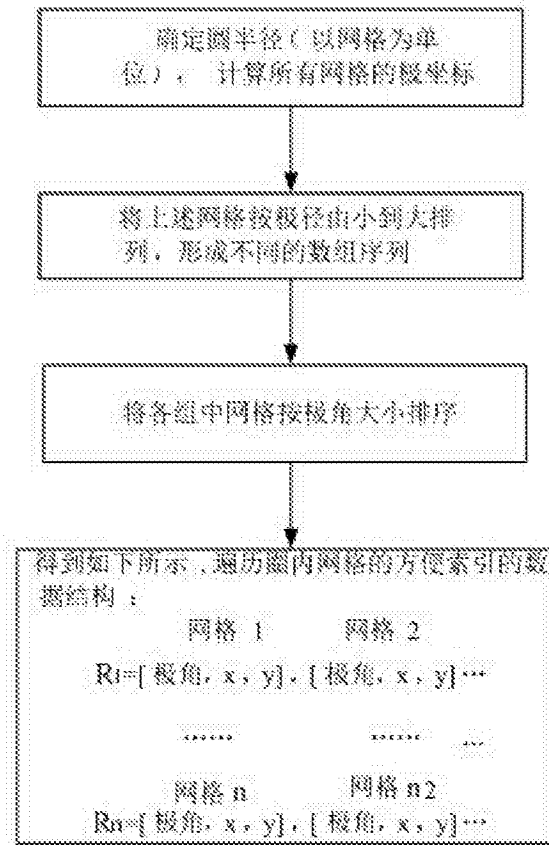 确定圆半径（以网格为单
位），  计算所有网格的极坐标
将上述网格按极径由小到大排
列，形成不同的数组序列
将各组中网格按极角大小排序
得到如下所示，遍历圈内网格的方便索引的数
据结构：
网格 1    网格 2
R1=[ 极角，x，y]，[ 极角，x，y]…
……    ……    …
网格 n    网格 n2
Rn=[ 极角，x，y]，[ 极角，x，y]…